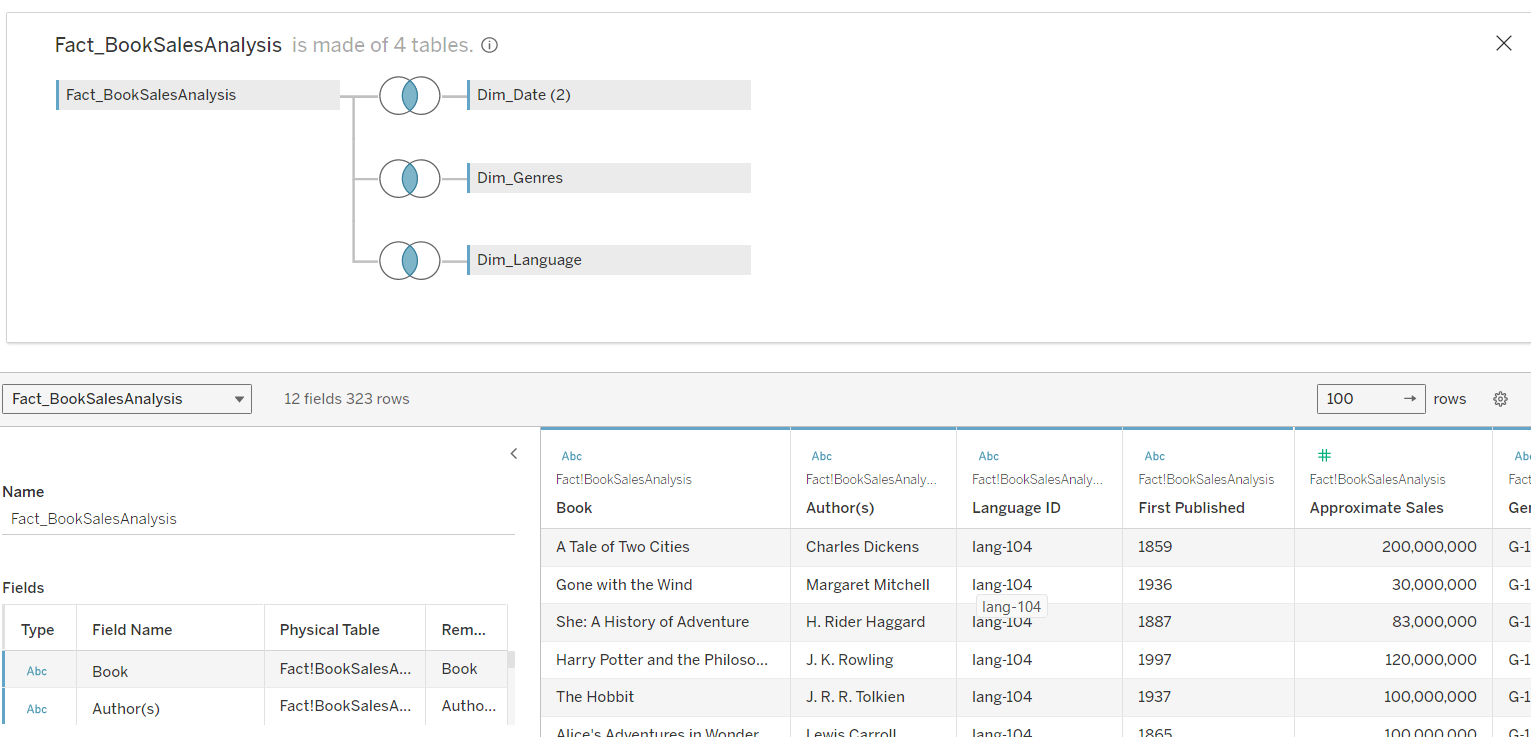 Fact_BookSalesAnalysis is made of 4 tables.
Fact_BookSalesAnalysis
Dim_Date (2)
Dim_Genres
Dim_Language
Fact_BookSalesAnalysis 12 fields 323 rows 100 → rows
Name
Fact_BookSalesAnalysis
Fields
Type Field Name Physical Table Rem...
Abc Book Fact!BookSalesA... Book
Abc Author(s) Fact!BookSalesA... Autho...
Abc Abc Abc Abc # Abc
Fact!BookSalesAnalysis Fact!BookSalesAnaly... Fact!BookSalesAnaly... Fact!BookSalesAnalysis Fact!BookSalesAnalysis Fact
Book Author(s) Language ID First Published Approximate Sales Ger
A Tale of Two Cities Charles Dickens lang-104 1859 200,000,000 G-1
Gone with the Wind Margaret Mitchell lang-104 1936 30,000,000 G-1
lang-104
She: A History of Adventure H. Rider Haggard lang-104 1887 83,000,000 G-1
Harry Potter and the Philoso... J. K. Rowling lang-104 1997 120,000,000 G-1
The Hobbit J. R. R. Tolkien lang-104 1937 100,000,000 G-1
Alice's Adventures in Wonder Lewis Carroll lang-104 1865 100,000,000 G-1